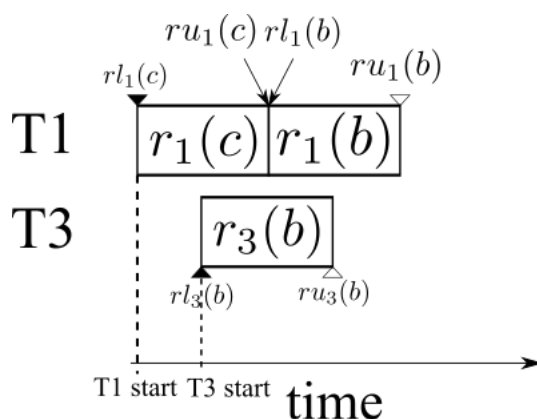 ru₁(c) rl₁(b)
rl₁(c)
ru₁(b)
T1 r₁(c) r₁(b)
T3 r₃(b)
rl₃(b) ru₃(b)
T1 start T3 start time